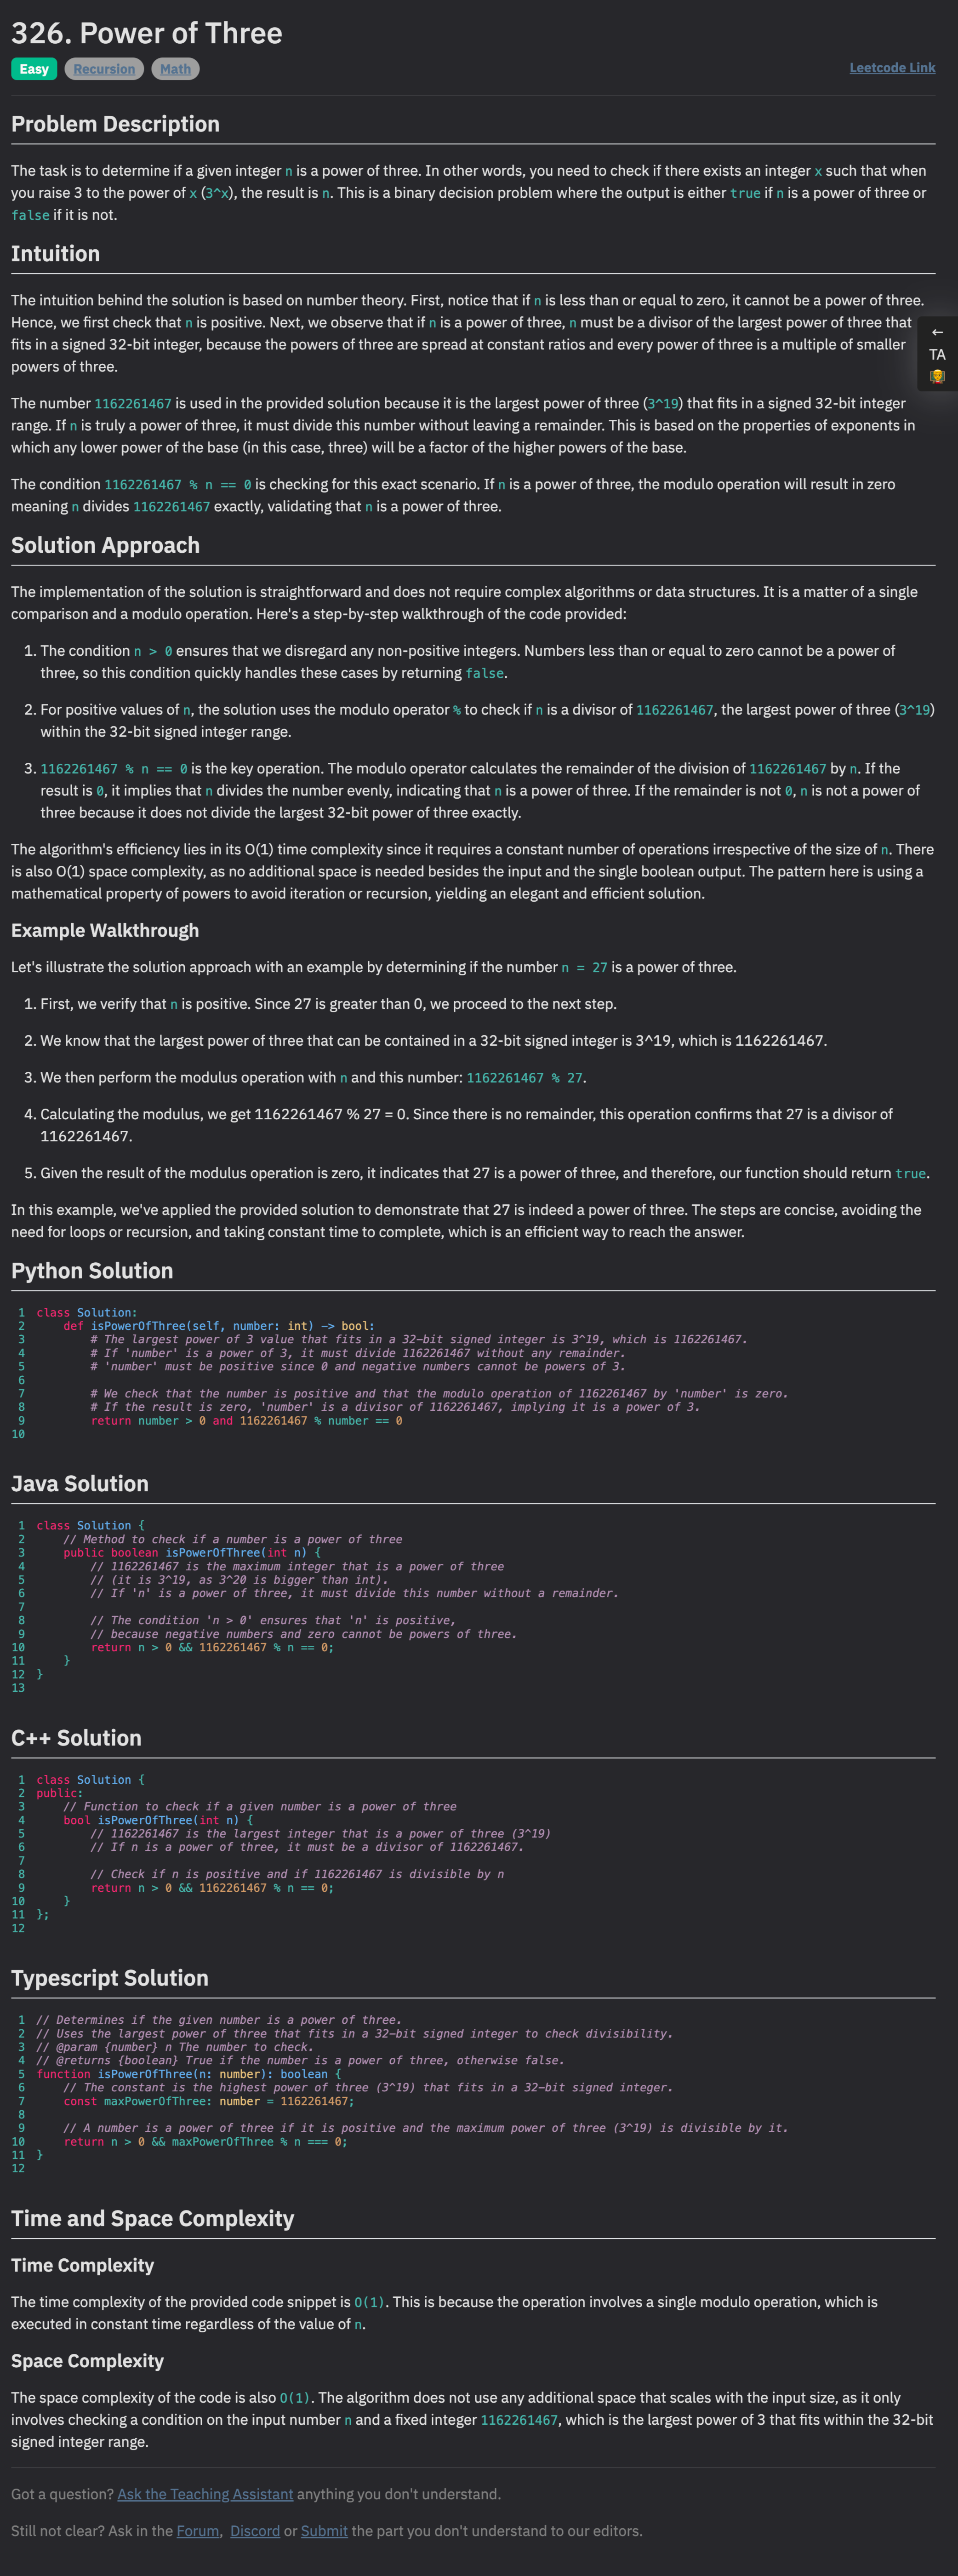 326. Power of Three
Easy Recursion Math Leetcode Link
Problem Description
The task is to determine if a given integer n is a power of three. In other words, you need to check if there exists an integer x such that when
you raise 3 to the power of x (3^x), the result is n. This is a binary decision problem where the output is either true if n is a power of three or
false if it is not.
Intuition
The intuition behind the solution is based on number theory. First, notice that if n is less than or equal to zero, it cannot be a power of three.
Hence, we first check that n is positive. Next, we observe that if n is a power of three, n must be a divisor of the largest power of three that
fits in a signed 32-bit integer, because the powers of three are spread at constant ratios and every power of three is a multiple of smaller
powers of three.
←
TA
The number 1162261467 is used in the provided solution because it is the largest power of three (3^19) that fits in a signed 32-bit integer
range. If n is truly a power of three, it must divide this number without leaving a remainder. This is based on the properties of exponents in
which any lower power of the base (in this case, three) will be a factor of the higher powers of the base.
The condition 1162261467 % n == 0 is checking for this exact scenario. If n is a power of three, the modulo operation will result in zero
meaning n divides 1162261467 exactly, validating that n is a power of three.
Solution Approach
The implementation of the solution is straightforward and does not require complex algorithms or data structures. It is a matter of a single
comparison and a modulo operation. Here's a step-by-step walkthrough of the code provided:
1. The condition n > 0 ensures that we disregard any non-positive integers. Numbers less than or equal to zero cannot be a power of
three, so this condition quickly handles these cases by returning false.
2. For positive values of n, the solution uses the modulo operator % to check if n is a divisor of 1162261467, the largest power of three (3^19)
within the 32-bit signed integer range.
3. 1162261467 % n == 0 is the key operation. The modulo operator calculates the remainder of the division of 1162261467 by n. If the
result is 0, it implies that n divides the number evenly, indicating that n is a power of three. If the remainder is not 0, n is not a power of
three because it does not divide the largest 32-bit power of three exactly.
The algorithm's efficiency lies in its O(1) time complexity since it requires a constant number of operations irrespective of the size of n. There
is also O(1) space complexity, as no additional space is needed besides the input and the single boolean output. The pattern here is using a
mathematical property of powers to avoid iteration or recursion, yielding an elegant and efficient solution.
Example Walkthrough
Let's illustrate the solution approach with an example by determining if the number n = 27 is a power of three.
1. First, we verify that n is positive. Since 27 is greater than 0, we proceed to the next step.
2. We know that the largest power of three that can be contained in a 32-bit signed integer is 3^19, which is 1162261467.
3. We then perform the modulus operation with n and this number: 1162261467 % 27.
4. Calculating the modulus, we get 1162261467 % 27 = 0. Since there is no remainder, this operation confirms that 27 is a divisor of
1162261467.
5. Given the result of the modulus operation is zero, it indicates that 27 is a power of three, and therefore, our function should return true.
In this example, we've applied the provided solution to demonstrate that 27 is indeed a power of three. The steps are concise, avoiding the
need for loops or recursion, and taking constant time to complete, which is an efficient way to reach the answer.
Python Solution
1 class Solution:
2     def isPowerOfThree(self, number: int) -> bool:
3         # The largest power of 3 value that fits in a 32-bit signed integer is 3^19, which is 1162261467.
4         # If 'number' is a power of 3, it must divide 1162261467 without any remainder.
5         # 'number' must be positive since 0 and negative numbers cannot be powers of 3.
6
7         # We check that the number is positive and that the modulo operation of 1162261467 by 'number' is zero.
8         # If the result is zero, 'number' is a divisor of 1162261467, implying it is a power of 3.
9         return number > 0 and 1162261467 % number == 0
10
Java Solution
1 class Solution {
2     // Method to check if a number is a power of three
3     public boolean isPowerOfThree(int n) {
4         // 1162261467 is the maximum integer that is a power of three
5         // (it is 3^19, as 3^20 is bigger than int).
6         // If 'n' is a power of three, it must divide this number without a remainder.
7
8         // The condition 'n > 0' ensures that 'n' is positive,
9         // because negative numbers and zero cannot be powers of three.
10         return n > 0 && 1162261467 % n == 0;
11     }
12 }
13
C++ Solution
1 class Solution {
2 public:
3     // Function to check if a given number is a power of three
4     bool isPowerOfThree(int n) {
5         // 1162261467 is the largest integer that is a power of three (3^19)
6         // If n is a power of three, it must be a divisor of 1162261467.
7
8         // Check if n is positive and if 1162261467 is divisible by n
9         return n > 0 && 1162261467 % n == 0;
10     }
11 };
12
Typescript Solution
1 // Determines if the given number is a power of three.
2 // Uses the largest power of three that fits in a 32-bit signed integer to check divisibility.
3 // @param {number} n The number to check.
4 // @returns {boolean} True if the number is a power of three, otherwise false.
5 function isPowerOfThree(n: number): boolean {
6     // The constant is the highest power of three (3^19) that fits in a 32-bit signed integer.
7     const maxPowerOfThree: number = 1162261467;
8
9     // A number is a power of three if it is positive and the maximum power of three (3^19) is divisible by it.
10     return n > 0 && maxPowerOfThree % n === 0;
11 }
12
Time and Space Complexity
Time Complexity
The time complexity of the provided code snippet is O(1). This is because the operation involves a single modulo operation, which is
executed in constant time regardless of the value of n.
Space Complexity
The space complexity of the code is also O(1). The algorithm does not use any additional space that scales with the input size, as it only
involves checking a condition on the input number n and a fixed integer 1162261467, which is the largest power of 3 that fits within the 32-bit
signed integer range.
Got a question? Ask the Teaching Assistant anything you don't understand.
Still not clear? Ask in the Forum, Discord or Submit the part you don't understand to our editors.